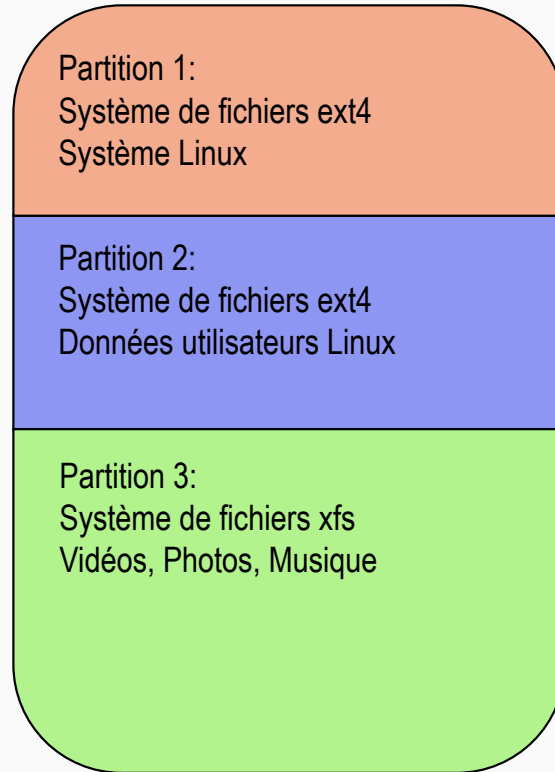 Partition 1:
Système de fichiers ext4
Système Linux
Partition 2:
Système de fichiers ext4
Données utilisateurs Linux
Partition 3:
Système de fichiers xfs
Vidéos, Photos, Musique